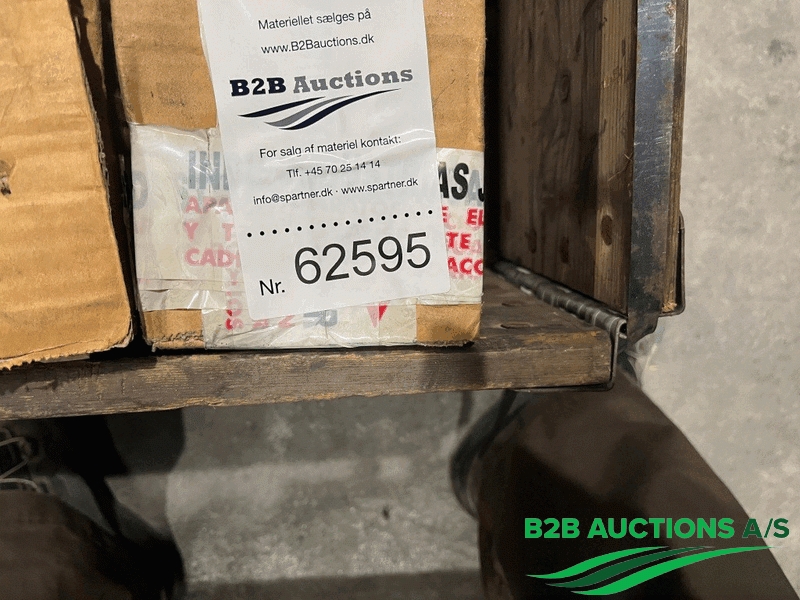 Materiellet sælges på
www.B2Bauctions.dk
B2B Auctions
For salg af materiel kontakt:
Tlf. +45 70 25 14 14
info@spartner.dk - www.spartner.dk
Nr. 62595
B2B AUCTIONS A/S